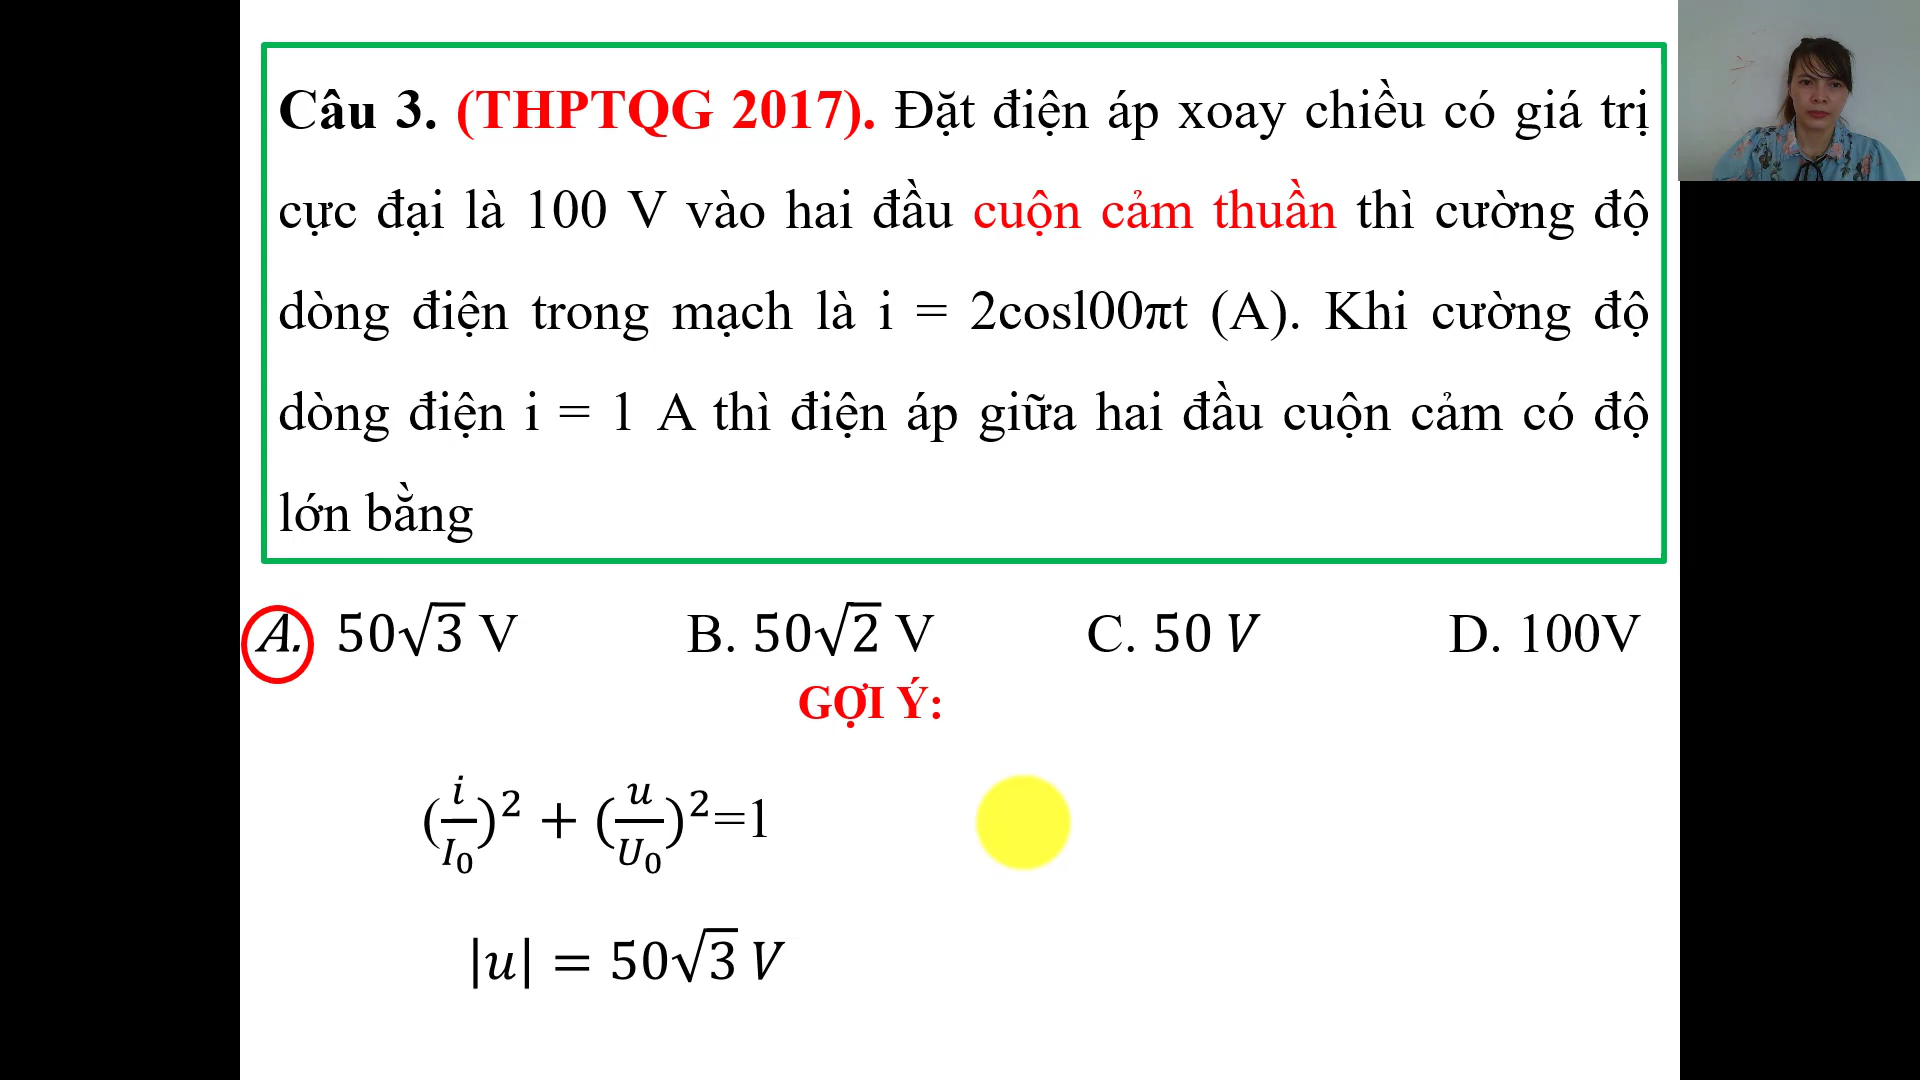 Câu 3. (THPTQG 2017). Đặt điện áp xoay chiều có giá trị
cực đại là 100 V vào hai đầu cuộn cảm thuần thì cường độ
dòng điện trong mạch là i = 2cosl00πt (A). Khi cường độ
dòng điện i = 1 A thì điện áp giữa hai đầu cuộn cảm có độ
lớn bằng
A. 50√3 V B. 50√2 V C. 50 V D. 100V
GỢI Ý:
(i/I₀)² + (u/U₀)²=1
|u| = 50√3 V